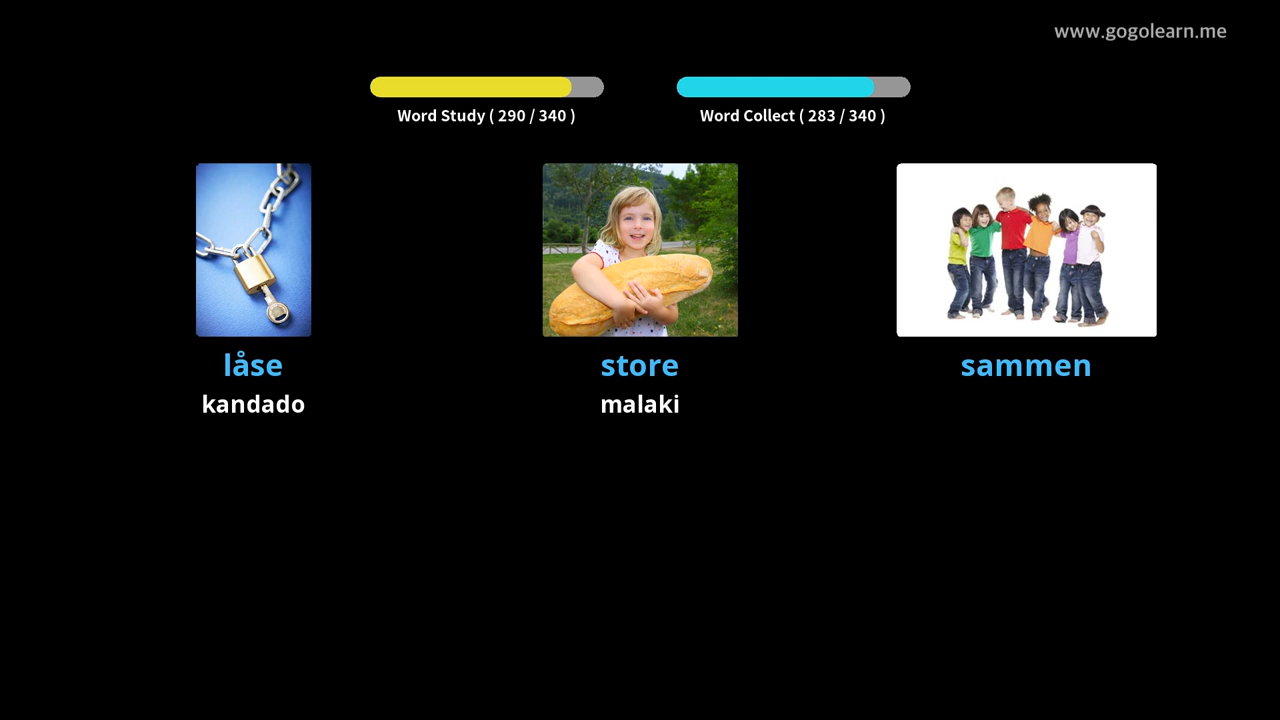 www.gogolearn.me
Word Study ( 290 / 340 )
Word Collect ( 283 / 340 )
låse
store
sammen
kandado
malaki